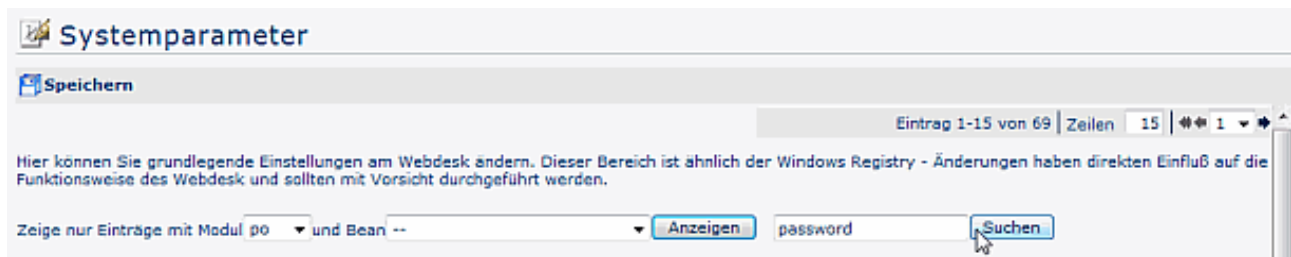 Systemparameter
Speichern
Eintrag 1-15 von 69 Zeilen 15 1
Hier können Sie grundlegende Einstellungen am Webdesk ändern. Dieser Bereich ist ähnlich der Windows Registry - Änderungen haben direkten Einfluß auf die
Funktionsweise des Webdesk und sollten mit Vorsicht durchgeführt werden.
Zeige nur Einträge mit Modul po und Bean -- Anzeigen password Suchen